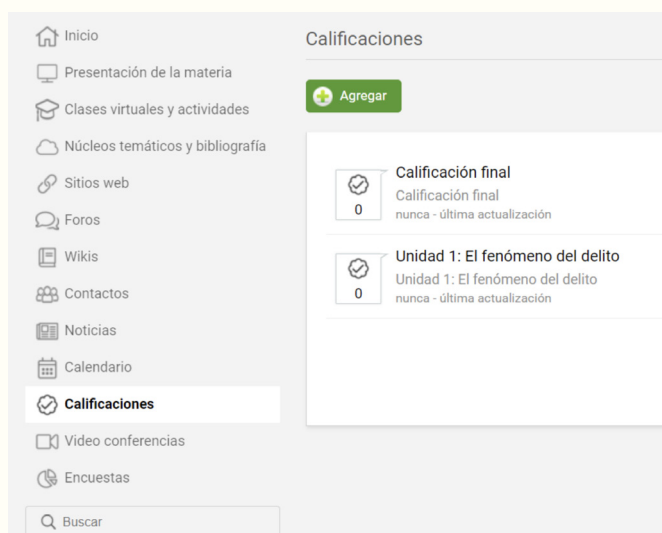 Inicio
Presentación de la materia
Clases virtuales y actividades
Núcleos temáticos y bibliografía
Sitios web
Foros
Wikis
Contactos
Noticias
Calendario
Calificaciones
Video conferencias
Encuestas
Buscar
Calificaciones
Agregar
Calificación final
Calificación final
0
nunca - última actualización
Unidad 1: El fenómeno del delito
Unidad 1: El fenómeno del delito
0
nunca - última actualización